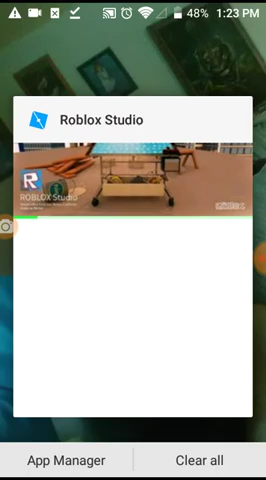 48% 1:23 PM
Roblox Studio
R
ROBLOX Studio
App Manager
Clear all